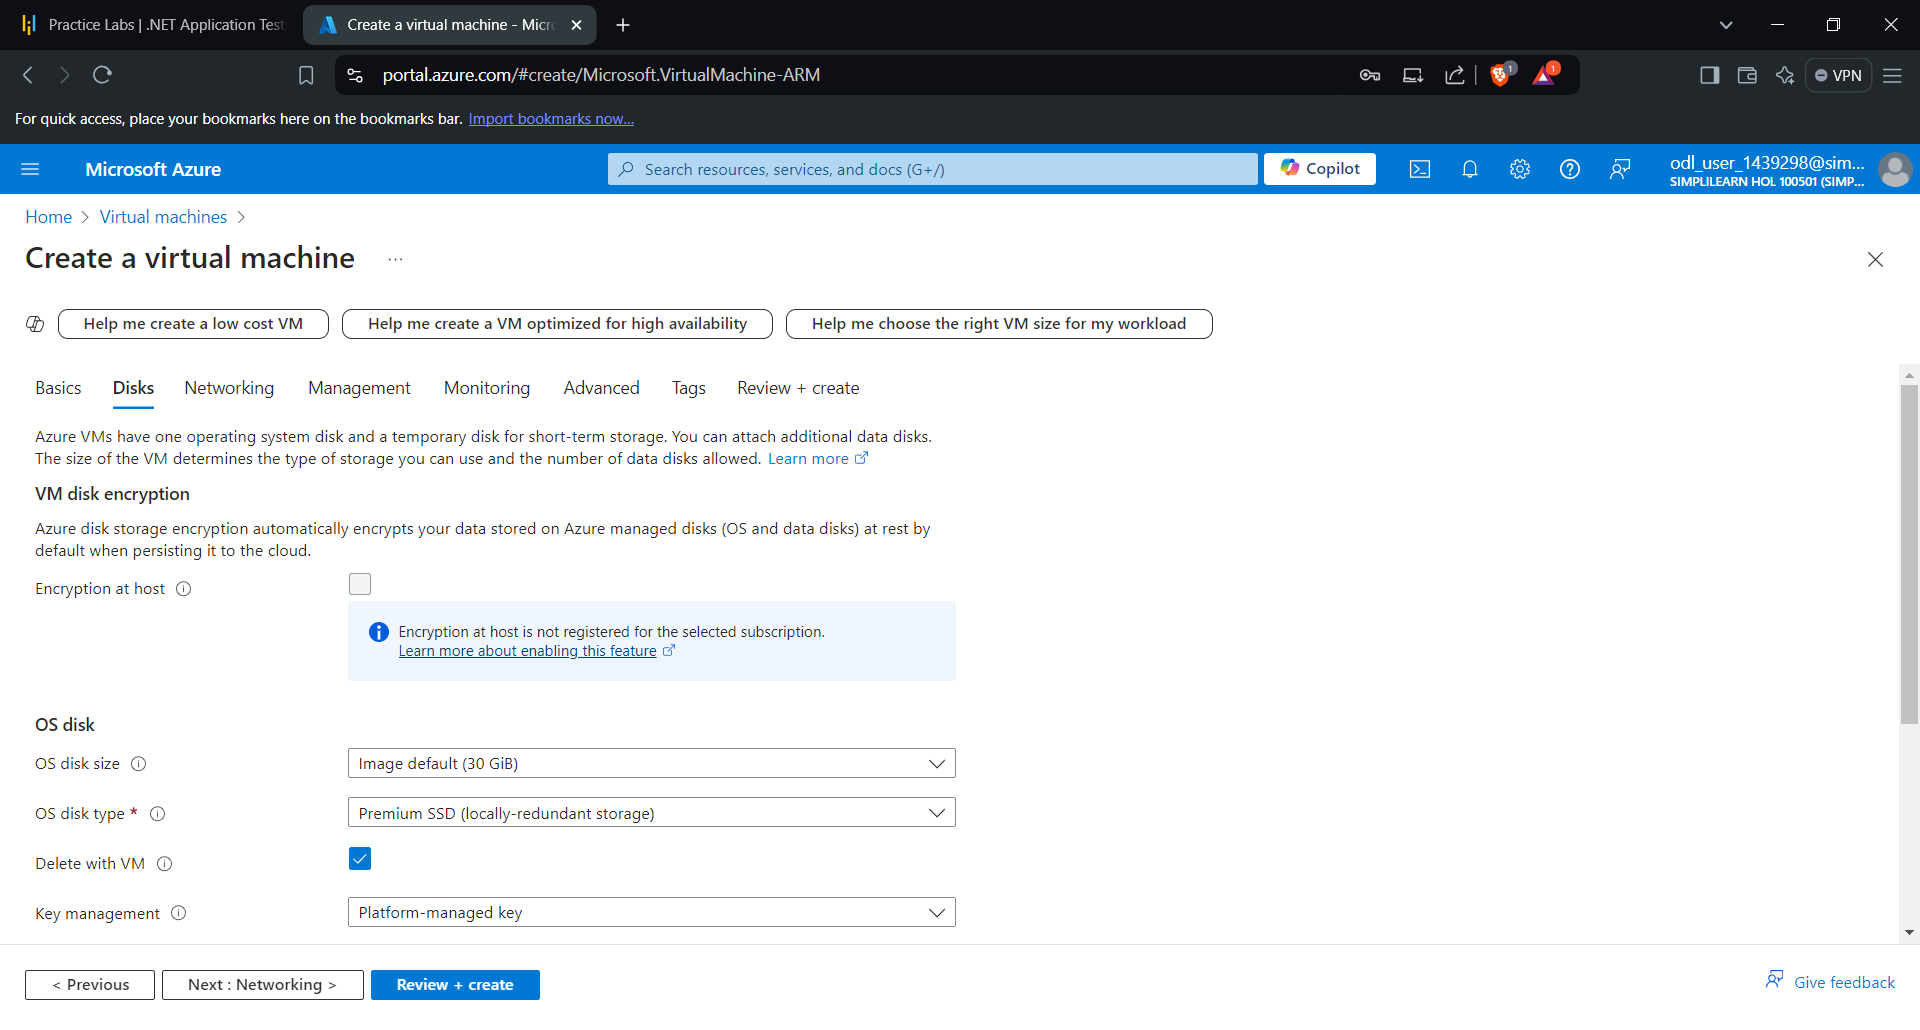 Practice Labs | .NET Application Test
Create a virtual machine - Micro
portal.azure.com/#create/Microsoft.VirtualMachine-ARM
1
1
VPN
For quick access, place your bookmarks here on the bookmarks bar. Import bookmarks now...
Microsoft Azure
Search resources, services, and docs (G+/)
Copilot
odl_user_1439298@sim...
SIMPLILEARN HOL 100501 (SIMP...
Home > Virtual machines >
Create a virtual machine ...
Help me create a low cost VM
Help me create a VM optimized for high availability
Help me choose the right VM size for my workload
Basics Disks Networking Management Monitoring Advanced Tags Review + create
Azure VMs have one operating system disk and a temporary disk for short-term storage. You can attach additional data disks.
The size of the VM determines the type of storage you can use and the number of data disks allowed. Learn more
VM disk encryption
Azure disk storage encryption automatically encrypts your data stored on Azure managed disks (OS and data disks) at rest by
default when persisting it to the cloud.
Encryption at host
Encryption at host is not registered for the selected subscription.
Learn more about enabling this feature
OS disk
OS disk size
Image default (30 GiB)
OS disk type *
Premium SSD (locally-redundant storage)
Delete with VM
Key management
Platform-managed key
< Previous
Next : Networking >
Review + create
Give feedback